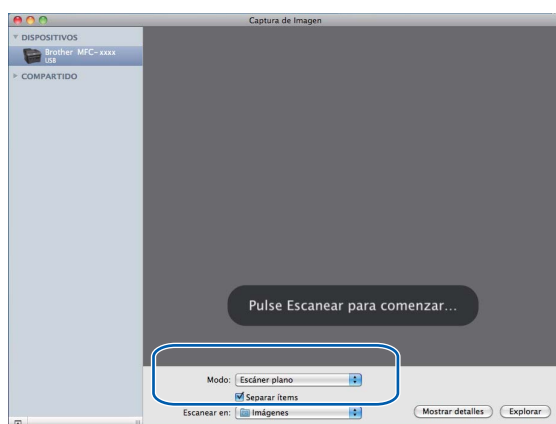 Captura de Imagen
DISPOSITIVOS
Brother MFC-xxxx
USB
COMPARTIDO
Pulse Escanear para comenzar...
Modo: Escáner plano
Separar ítems
Escanear en: Imágenes
Mostrar detalles
Explorar